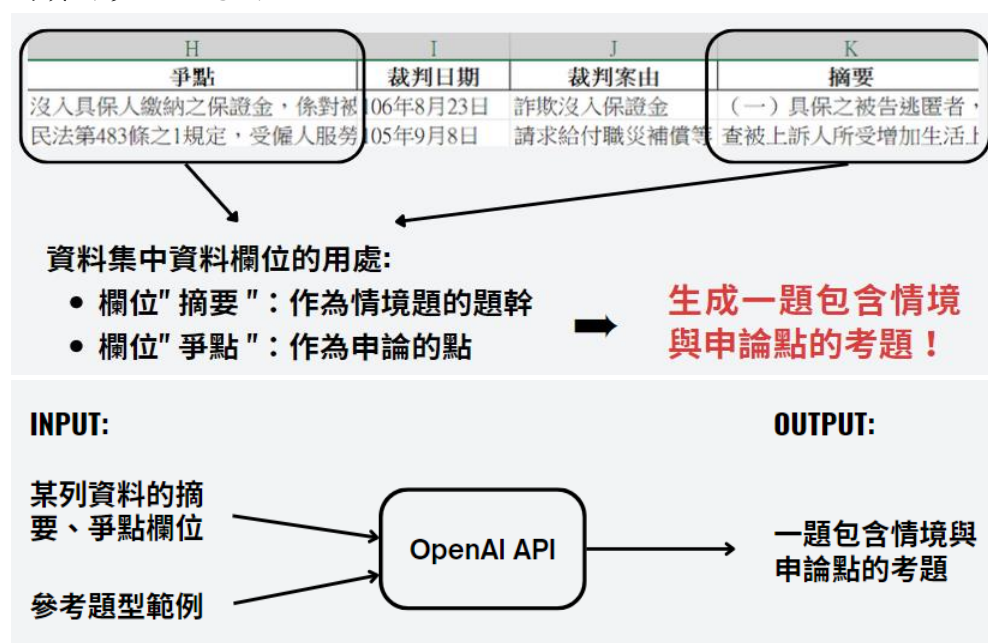 H I J K
爭點 裁判日期 裁判案由 摘要
沒入具保人繳納之保證金，係對被 106年8月23日 詐欺沒入保證金 （一）具保之被告逃匿者，
民法第483條之1規定，受僱人服勞 105年9月8日 請求給付職災補償等 查被上訴人所受增加生活上
資料集中資料欄位的用處:
• 欄位" 摘要 "：作為情境題的題幹
• 欄位" 爭點 "：作為申論的點
生成一題包含情境
與申論點的考題！
INPUT:
OUTPUT:
某列資料的摘
要、爭點欄位
參考題型範例
OpenAI API
一題包含情境與
申論點的考題